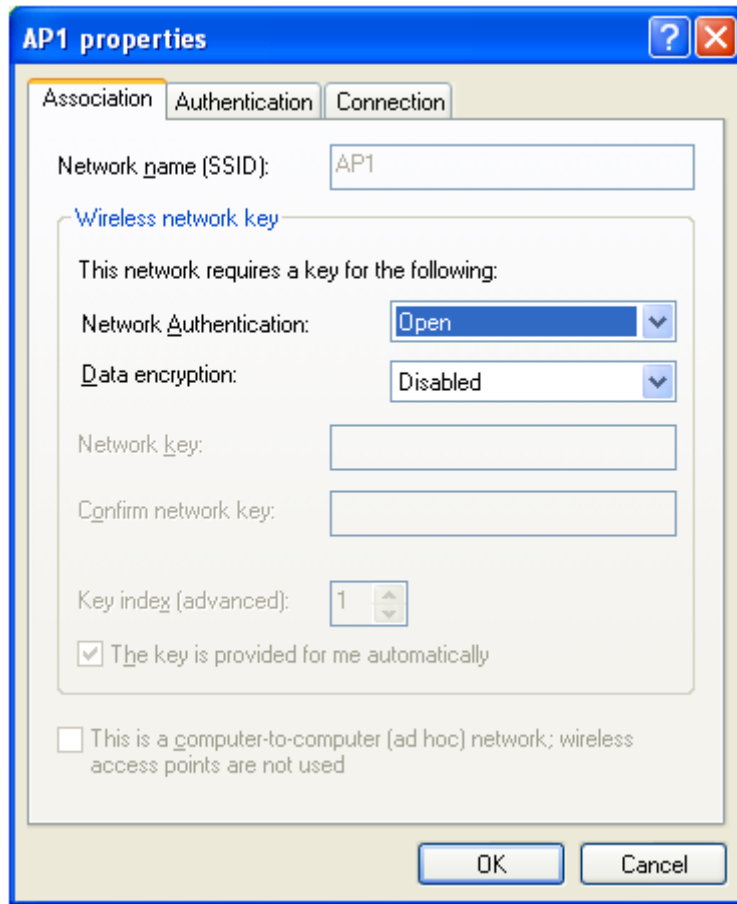 AP1 properties
Association Authentication Connection
Network name (SSID): AP1
Wireless network key
This network requires a key for the following:
Network Authentication: Open
Data encryption: Disabled
Network key:
Confirm network key:
Key index (advanced): 1
The key is provided for me automatically
This is a computer-to-computer (ad hoc) network; wireless
access points are not used
OK Cancel